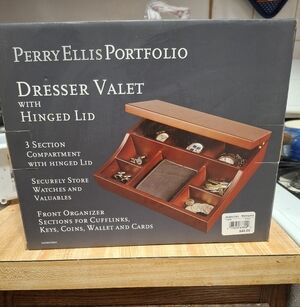 PERRY ELLIS PORTFOLIO
DRESSER VALET
WITH
HINGED LID
3 SECTION
COMPARTMENT
WITH HINGED LID
SECURELY STORE
WATCHES AND
VALUABLES
FRONT ORGANIZER
SECTIONS FOR CUFFLINKS,
KEYS, COINS, WALLET AND CARDS